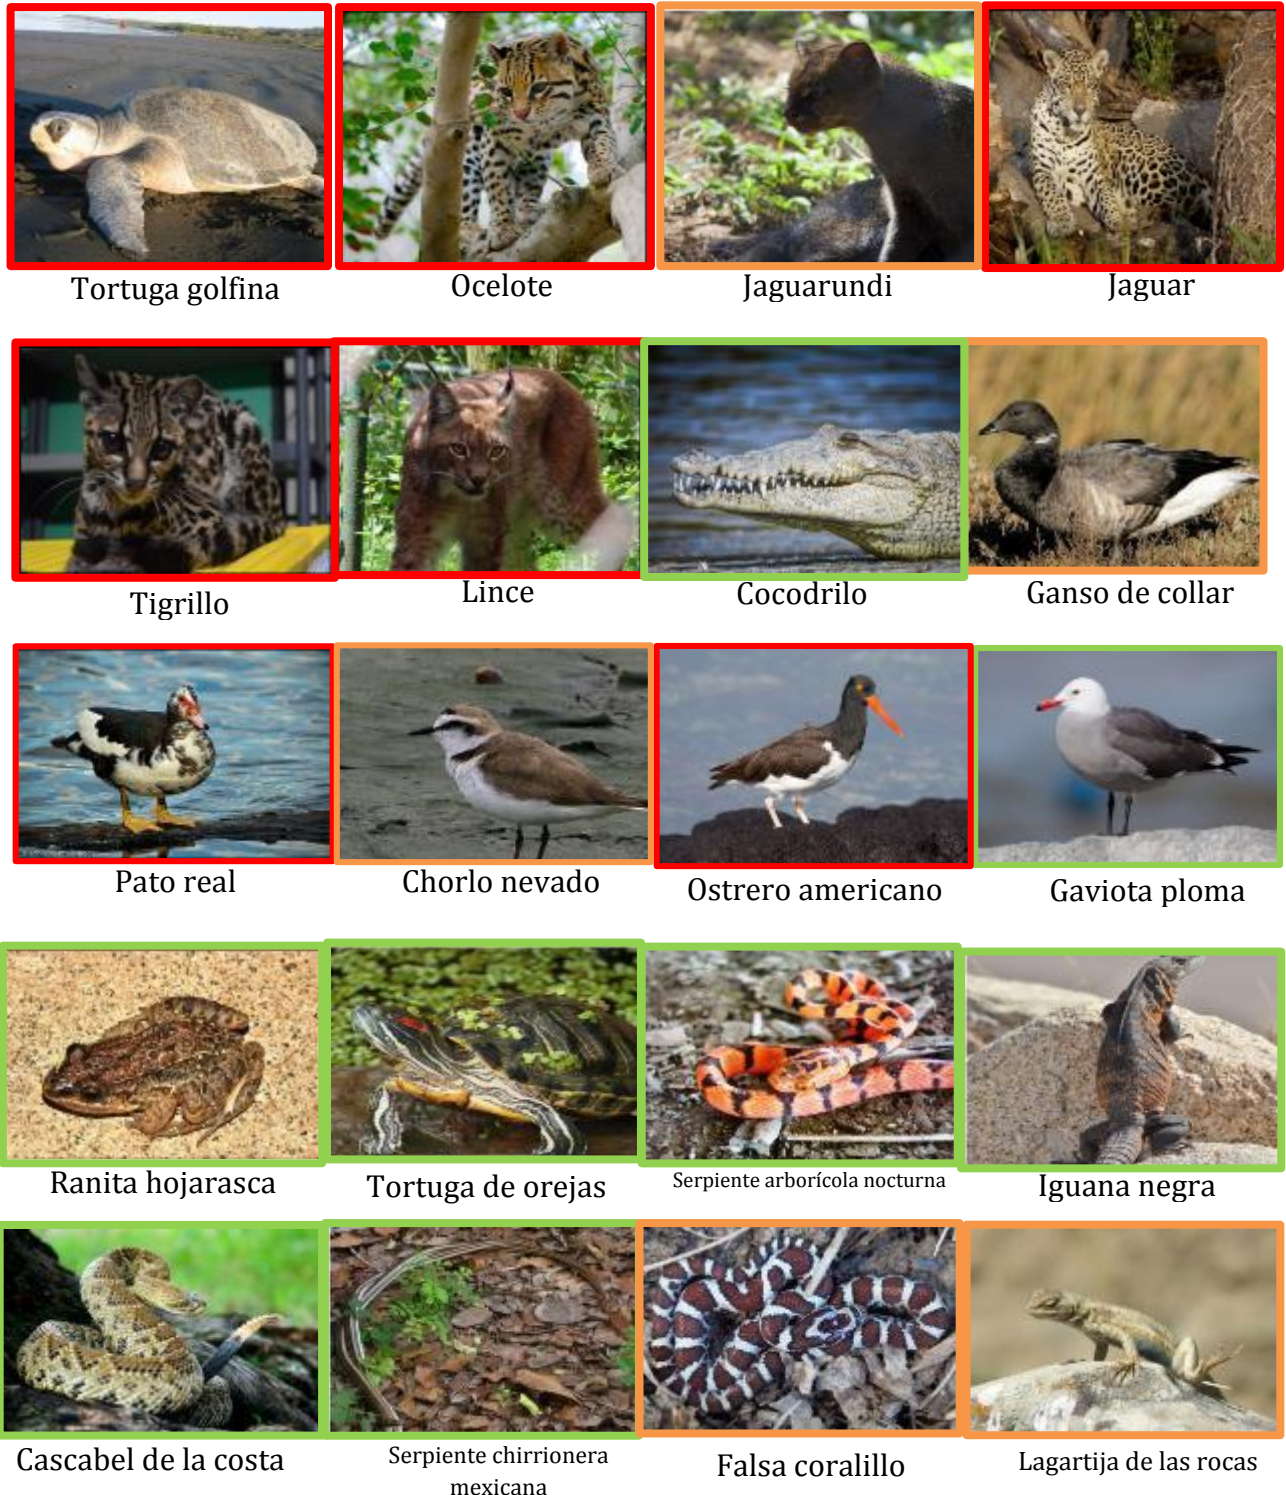 Tortuga golfina
Ocelote
Jaguarundi
Jaguar
Tigrillo
Lince
Cocodrilo
Ganso de collar
Pato real
Chorlo nevado
Ostrero americano
Gaviota ploma
Ranita hojarasca
Tortuga de orejas
Serpiente arborícola nocturna
Iguana negra
Cascabel de la costa
Serpiente chirrionera
mexicana
Falsa coralillo
Lagartija de las rocas